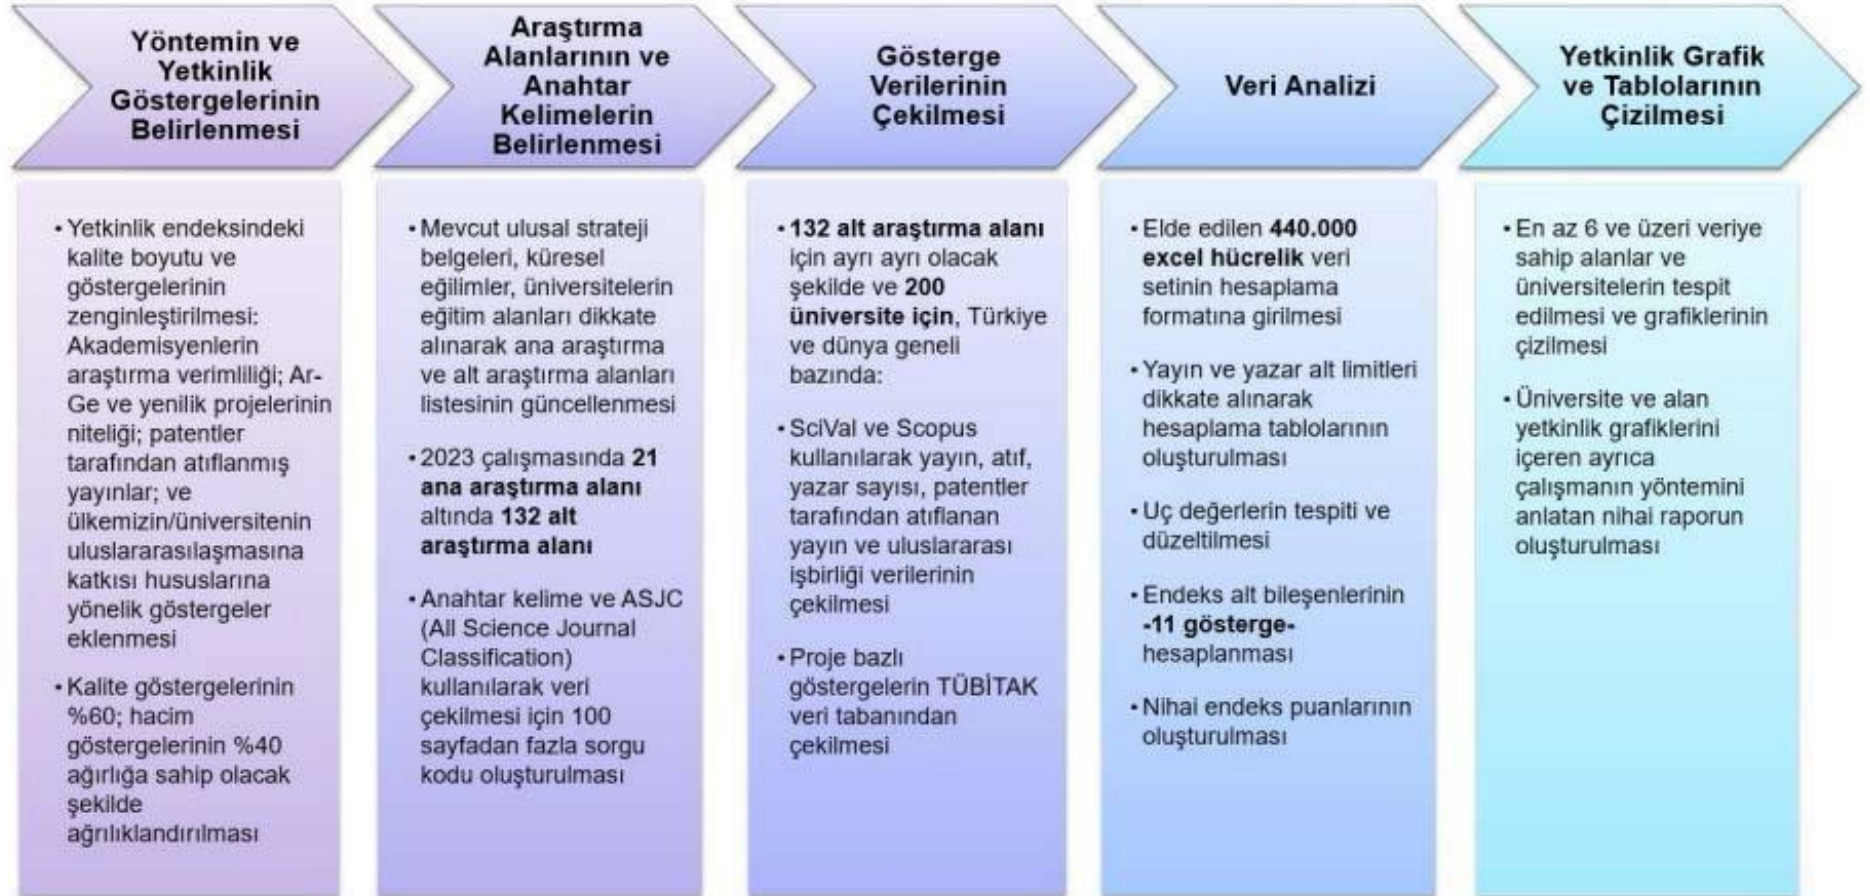 Yöntemin ve
Yetkinlik
Göstergelerinin
Belirlenmesi
• Yetkinlik endeksindeki
kalite boyutu ve
göstergelerinin
zenginleştirilmesi:
Akademisyenlerin
araştırma verimliliği; Ar-
Ge ve yenilik projelerinin
niteliği; patentler
tarafından atıflanmış
yayınlar; ve
ülkemizin/üniversitenin
uluslararasılaşmasına
katkısı hususlarına
yönelik göstergeler
eklenmesi
• Kalite göstergelerinin
%60; hacim
göstergelerinin %40
ağırlığa sahip olacak
şekilde
ağrılıklandırılması
Araştırma
Alanlarının ve
Anahtar
Kelimelerin
Belirlenmesi
• Mevcut ulusal strateji
belgeleri, küresel
eğilimler, üniversitelerin
eğitim alanları dikkate
alınarak ana araştırma
ve alt araştırma alanları
listesinin güncellenmesi
• 2023 çalışmasında 21
ana araştırma alanı
altında 132 alt
araştırma alanı
• Anahtar kelime ve ASJC
(All Science Journal
Classification)
kullanılarak veri
çekilmesi için 100
sayfadan fazla sorgu
kodu oluşturulması
Gösterge
Verilerinin
Çekilmesi
• 132 alt araştırma alanı
için ayrı ayrı olacak
şekilde ve 200
üniversite için, Türkiye
ve dünya geneli
bazında:
• SciVal ve Scopus
kullanılarak yayın, atıf,
yazar sayısı, patentler
tarafından atıflanan
yayın ve uluslararası
işbirliği verilerinin
çekilmesi
• Proje bazlı
göstergelerin TÜBİTAK
veri tabanından
çekilmesi
Veri Analizi
• Elde edilen 440.000
excel hücrelik veri
setinin hesaplama
formatına girilmesi
• Yayın ve yazar alt limitleri
dikkate alınarak
hesaplama tablolarının
oluşturulması
• Uç değerlerin tespiti ve
düzeltilmesi
• Endeks alt bileşenlerinin
-11 gösterge-
hesaplanması
• Nihai endeks puanlarının
oluşturulması
Yetkinlik Grafik
ve Tablolarının
Çizilmesi
• En az 6 ve üzeri veriye
sahip alanlar ve
üniversitelerin tespit
edilmesi ve grafiklerinin
çizilmesi
• Üniversite ve alan
yetkinlik grafiklerini
içeren ayrıca
çalışmanın yöntemini
anlatan nihai raporun
oluşturulması